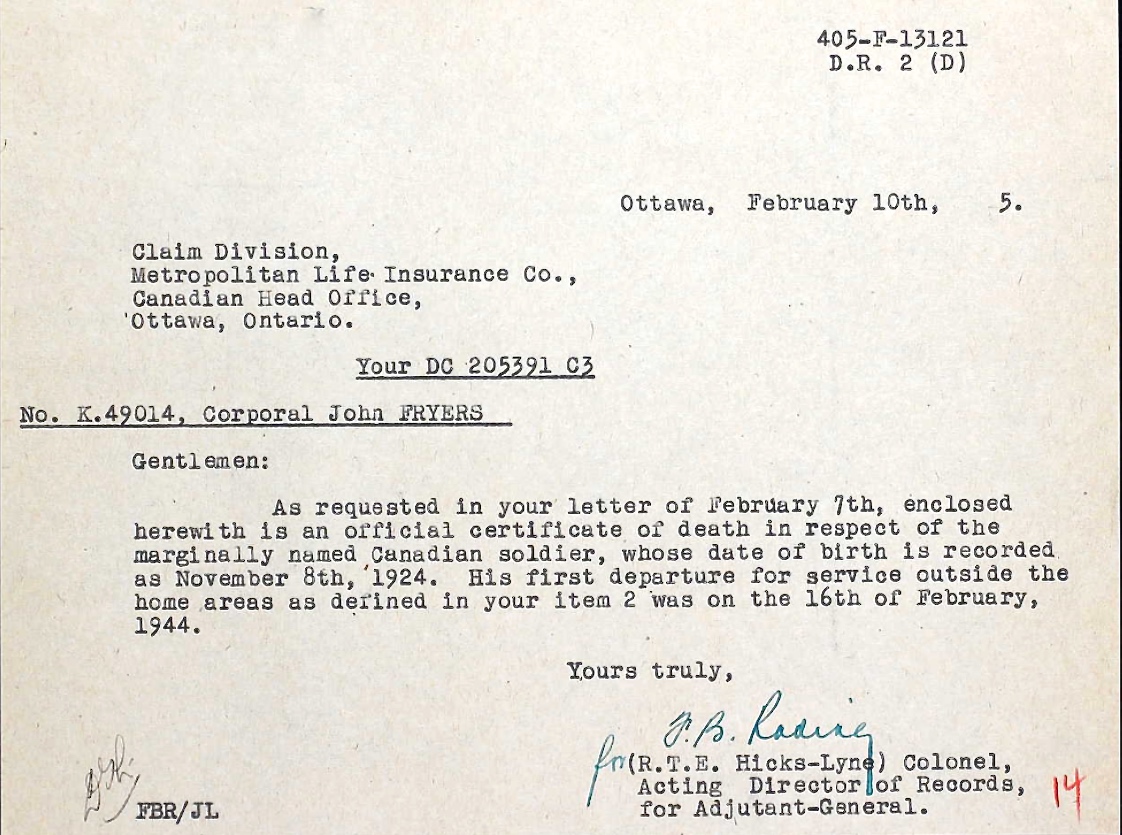 405-F-13121
D.R. 2 (D)
Ottawa, February 10th, 5.
Claim Division,
Metropolitan Life Insurance Co.,
Canadian Head Office,
Ottawa, Ontario.
Your DC 205391 C3
No. K.49014, Corporal John FRYERS
Gentlemen:
As requested in your letter of February 7th, enclosed
herewith is an official certificate of death in respect of the
marginally named Canadian soldier, whose date of birth is recorded
as November 8th, 1924. His first departure for service outside the
home areas as defined in your item 2 was on the 16th of February,
1944.
Yours truly,
F.B. 
for (R.T.E. Hicks-Lyne) Colonel,
Acting Director of Records,
for Adjutant-General.
14
FBR/JL